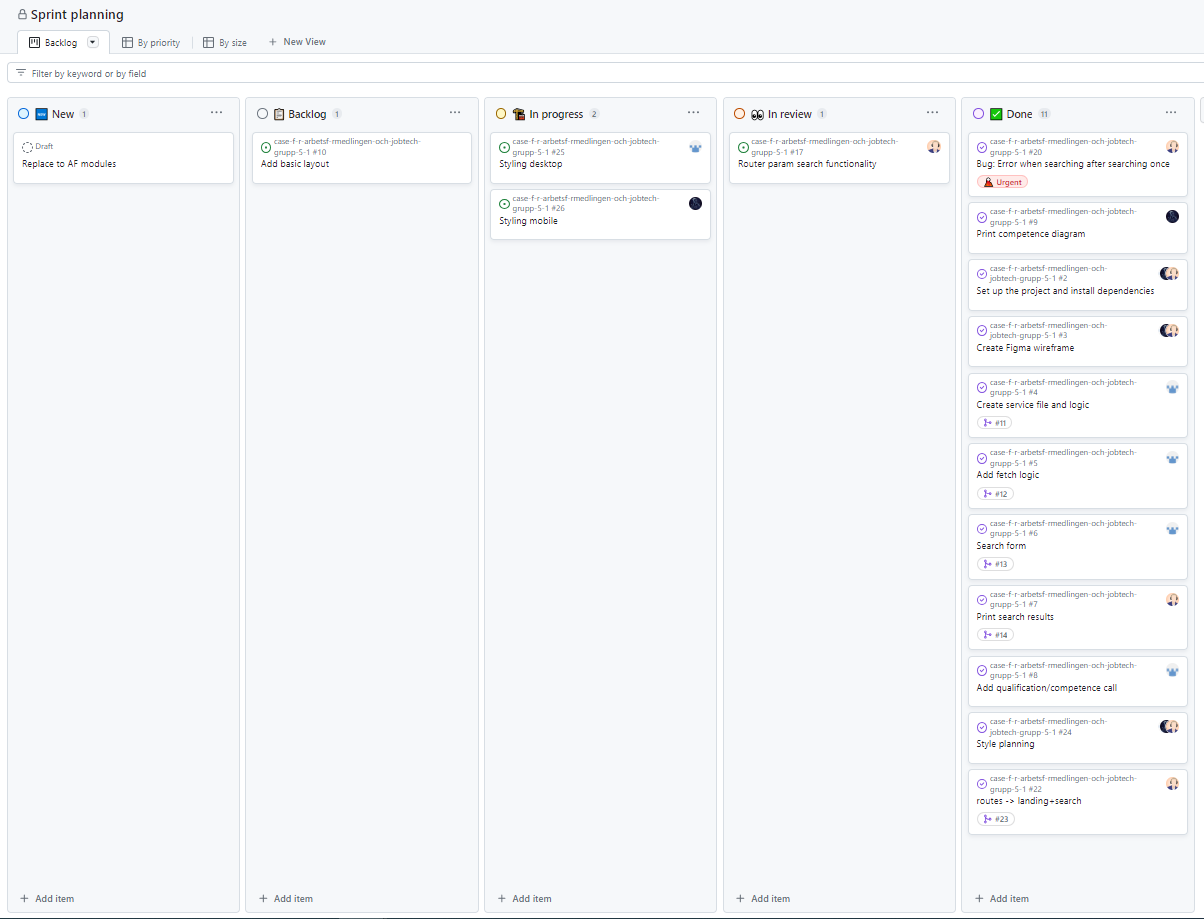 Sprint planning
Backlog
By priority
By size
New View
Filter by keyword or by field
New 1
Draft
Replace to AF modules
Add item
Backlog 1
case-f-r-arbetsf-rmedlingen-och-jobtech-
grupp-5-1 #10
Add basic layout
Add item
In progress 2
case-f-r-arbetsf-rmedlingen-och-jobtech-
grupp-5-1 #25
Styling desktop
case-f-r-arbetsf-rmedlingen-och-jobtech-
grupp-5-1 #26
Styling mobile
Add item
In review 1
case-f-r-arbetsf-rmedlingen-och-jobtech-
grupp-5-1 #17
Router param search functionality
Add item
Done 11
case-f-r-arbetsf-rmedlingen-och-jobtech-
grupp-5-1 #20
Bug: Error when searching after searching once
Urgent
case-f-r-arbetsf-rmedlingen-och-jobtech-
grupp-5-1 #9
Print competence diagram
case-f-r-arbetsf-rmedlingen-och-
jobtech-grupp-5-1 #2
Set up the project and install dependencies
case-f-r-arbetsf-rmedlingen-och-
jobtech-grupp-5-1 #3
Create Figma wireframe
case-f-r-arbetsf-rmedlingen-och-jobtech-
grupp-5-1 #4
Create service file and logic
#11
case-f-r-arbetsf-rmedlingen-och-jobtech-
grupp-5-1 #5
Add fetch logic
#12
case-f-r-arbetsf-rmedlingen-och-jobtech-
grupp-5-1 #6
Search form
#13
case-f-r-arbetsf-rmedlingen-och-jobtech-
grupp-5-1 #7
Print search results
#14
case-f-r-arbetsf-rmedlingen-och-jobtech-
grupp-5-1 #8
Add qualification/competence call
case-f-r-arbetsf-rmedlingen-och-
jobtech-grupp-5-1 #24
Style planning
case-f-r-arbetsf-rmedlingen-och-jobtech-
grupp-5-1 #22
routes -> landing+search
#23
Add item